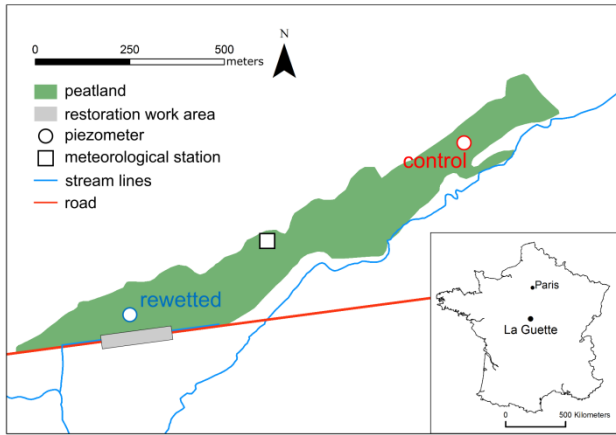 N
0 250 500
meters
peatland
restoration work area
piezometer
meteorological station
stream lines
road
control
rewetted
Paris
La Guette
0 500 Kilometers